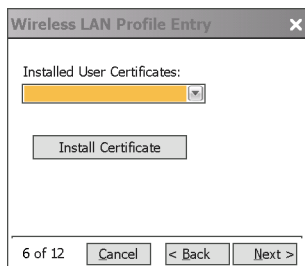 Wireless LAN Profile Entry
Installed User Certificates:
Install Certificate
6 of 12 Cancel < Back Next >